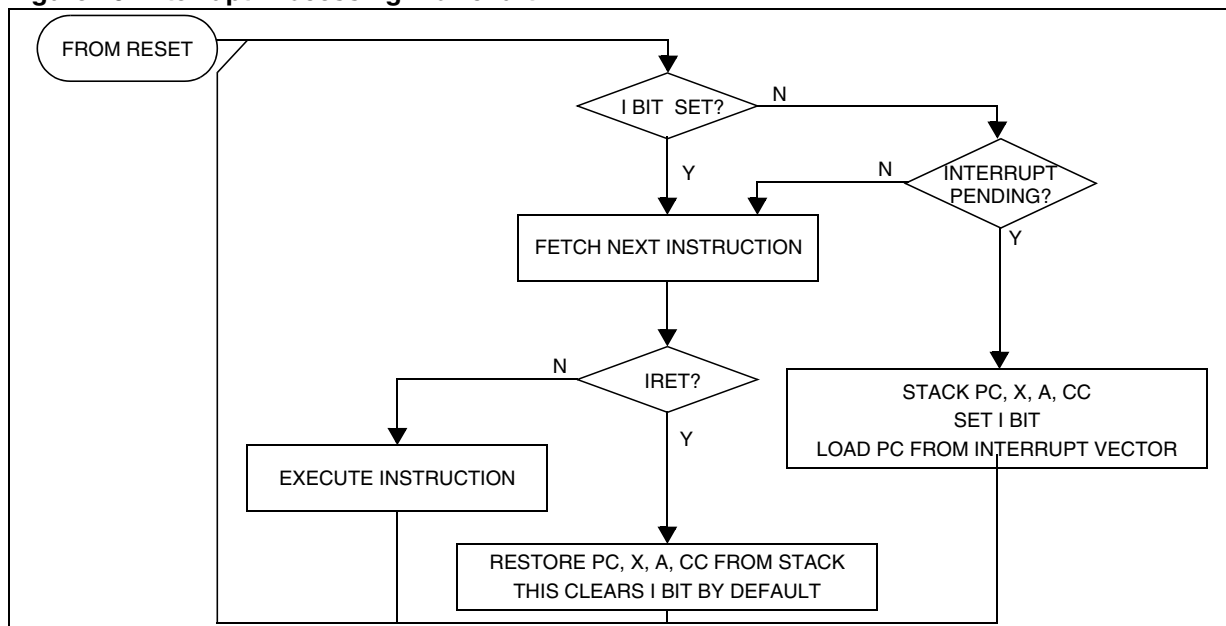 FROM RESET
I BIT SET?
N
Y
N
INTERRUPT
PENDING?
Y
FETCH NEXT INSTRUCTION
N
IRET?
Y
STACK PC, X, A, CC
SET I BIT
LOAD PC FROM INTERRUPT VECTOR
EXECUTE INSTRUCTION
RESTORE PC, X, A, CC FROM STACK
THIS CLEARS I BIT BY DEFAULT